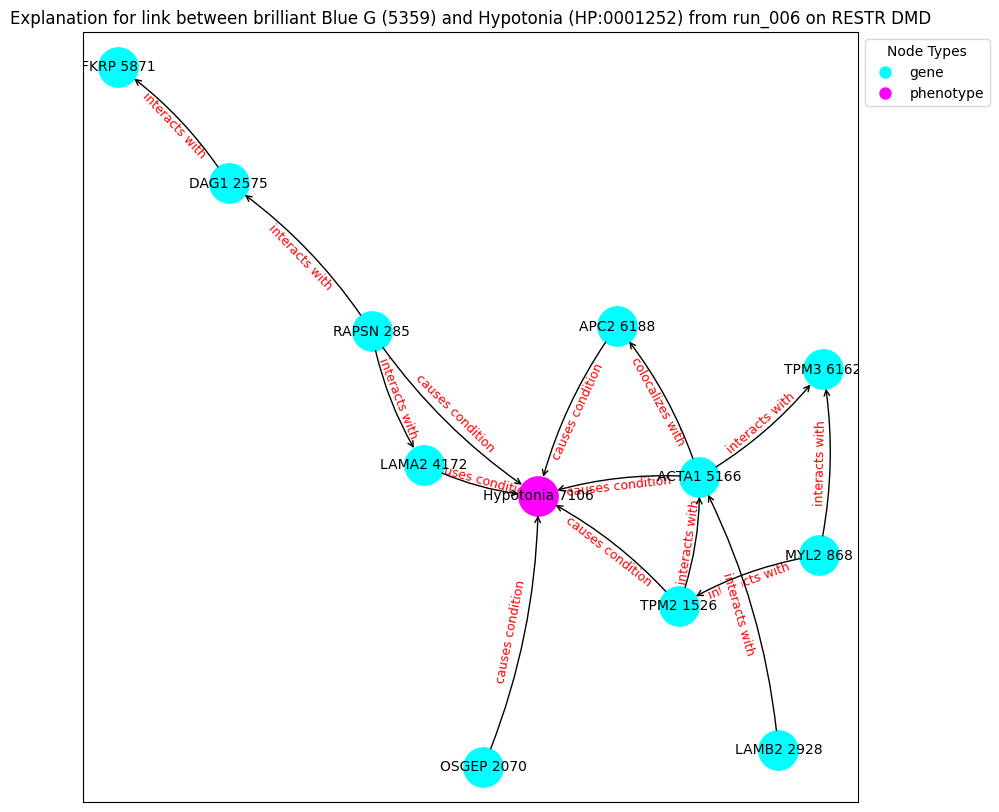 Explanation for link between brilliant Blue G (5359) and Hypotonia (HP:0001252) from run_006 on RESTR DMD
Node Types
gene
phenotype
FKRP 5871
interacts with
DAG1 2575
interacts with
RAPSN 285
APC2 6188
TPM3 6162
interacts with
causes condition
causes condition
colocalizes with
interacts with
interacts with
LAMA2 4172
causes condition
Hypotonia 7106
causes condition
ACTA1 5166
causes condition
interacts with
MYL2 868
interacts with
TPM2 1526
interacts with
causes condition
LAMB2 2928
OSGEP 2070